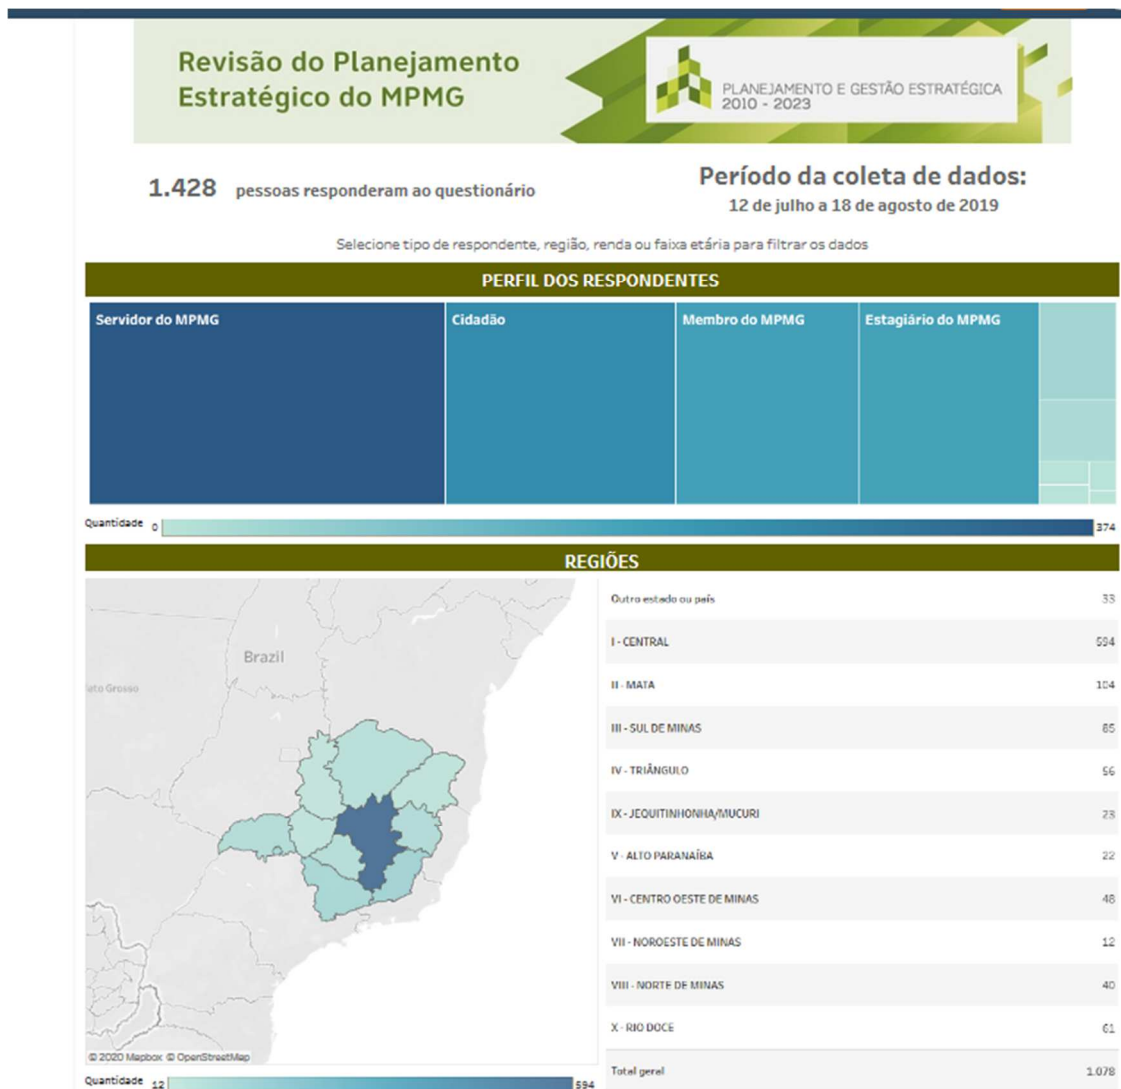 Revisão do Planejamento
Estratégico do MPMG
PLANEJAMENTO E GESTÃO ESTRATÉGICA
2010 - 2023
1.428 pessoas responderam ao questionário
Período da coleta de dados:
12 de julho a 18 de agosto de 2019
Selecione tipo de respondente, região, renda ou faixa etária para filtrar os dados
PERFIL DOS RESPONDENTES
Servidor do MPMG
Cidadão
Membro do MPMG
Estagiário do MPMG
Quantidade 0 374
REGIÕES
Brazil
Grosso
© 2020 Mapbox © OpenStreetMap
Quantidade 12 594
Outro estado ou país 33
I - CENTRAL 594
II - MATA 104
III - SUL DE MINAS 85
IV - TRIÂNGULO 56
IX - JEQUITINHONHA/MUCURI 23
V - ALTO PARANAÍBA 22
VI - CENTRO OESTE DE MINAS 48
VII - NOROESTE DE MINAS 12
VIII - NORTE DE MINAS 40
X - RIO DOCE 61
Total geral 1.078